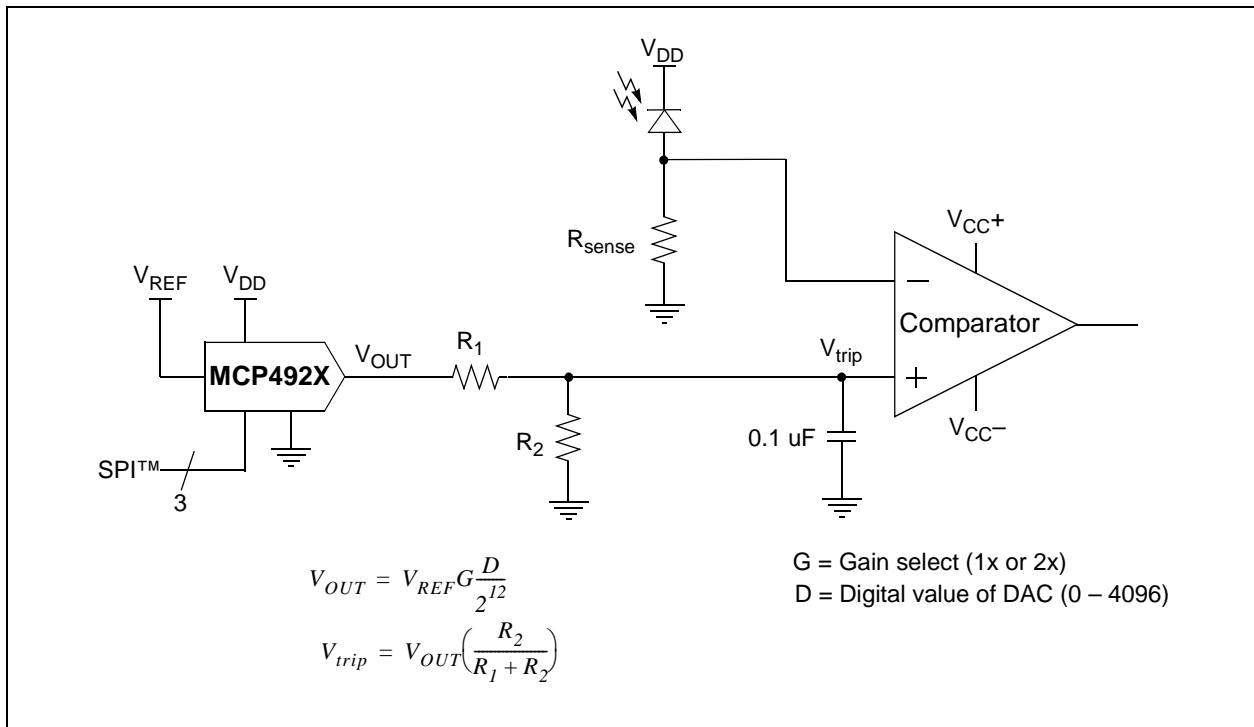 V_DD
R_sense
V_CC+
V_REF
V_DD
−
Comparator
MCP492X
V_OUT
R_1
V_trip
+
R_2
0.1 uF
V_CC–
SPI™
3
V_OUT = V_REF G D/2^12
V_trip = V_OUT(R_2/(R_1 + R_2))
G = Gain select (1x or 2x)
D = Digital value of DAC (0 – 4096)